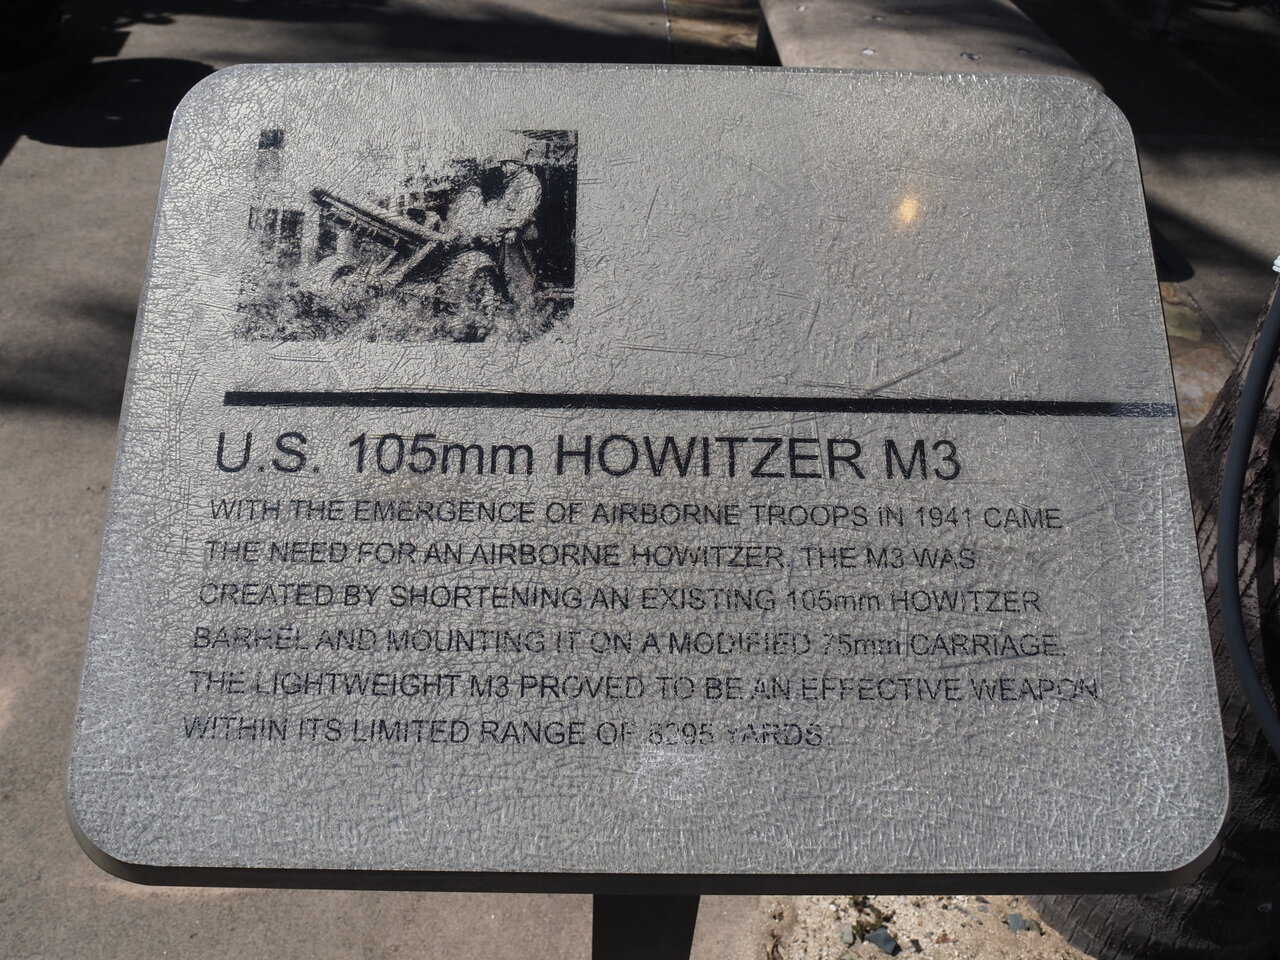 U.S. 105mm HOWITZER M3
WITH THE EMERGENCE OF AIRBORNE TROOPS IN 1941 CAME
THE NEED FOR AN AIRBORNE HOWITZER. THE M3 WAS
CREATED BY SHORTENING AN EXISTING 105mm HOWITZER
BARREL AND MOUNTING IT ON A MODIFIED 75mm CARRIAGE.
THE LIGHTWEIGHT M3 PROVED TO BE AN EFFECTIVE WEAPON
WITHIN ITS LIMITED RANGE OF 8295 YARDS.